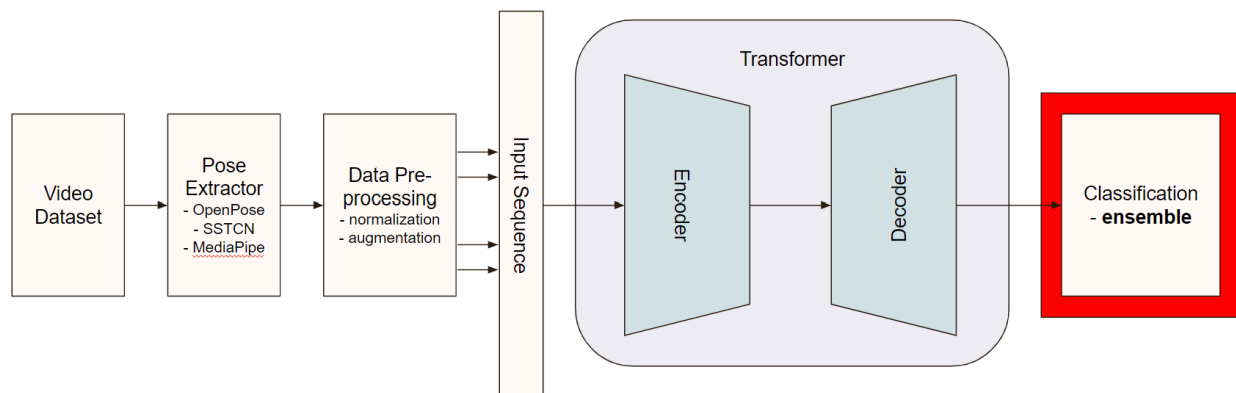 Video
Dataset
Pose
Extractor
- OpenPose
- SSTCN
- MediaPipe
Data Pre-
processing
- normalization
- augmentation
Input Sequence
Transformer
Encoder
Decoder
Classification
- ensemble